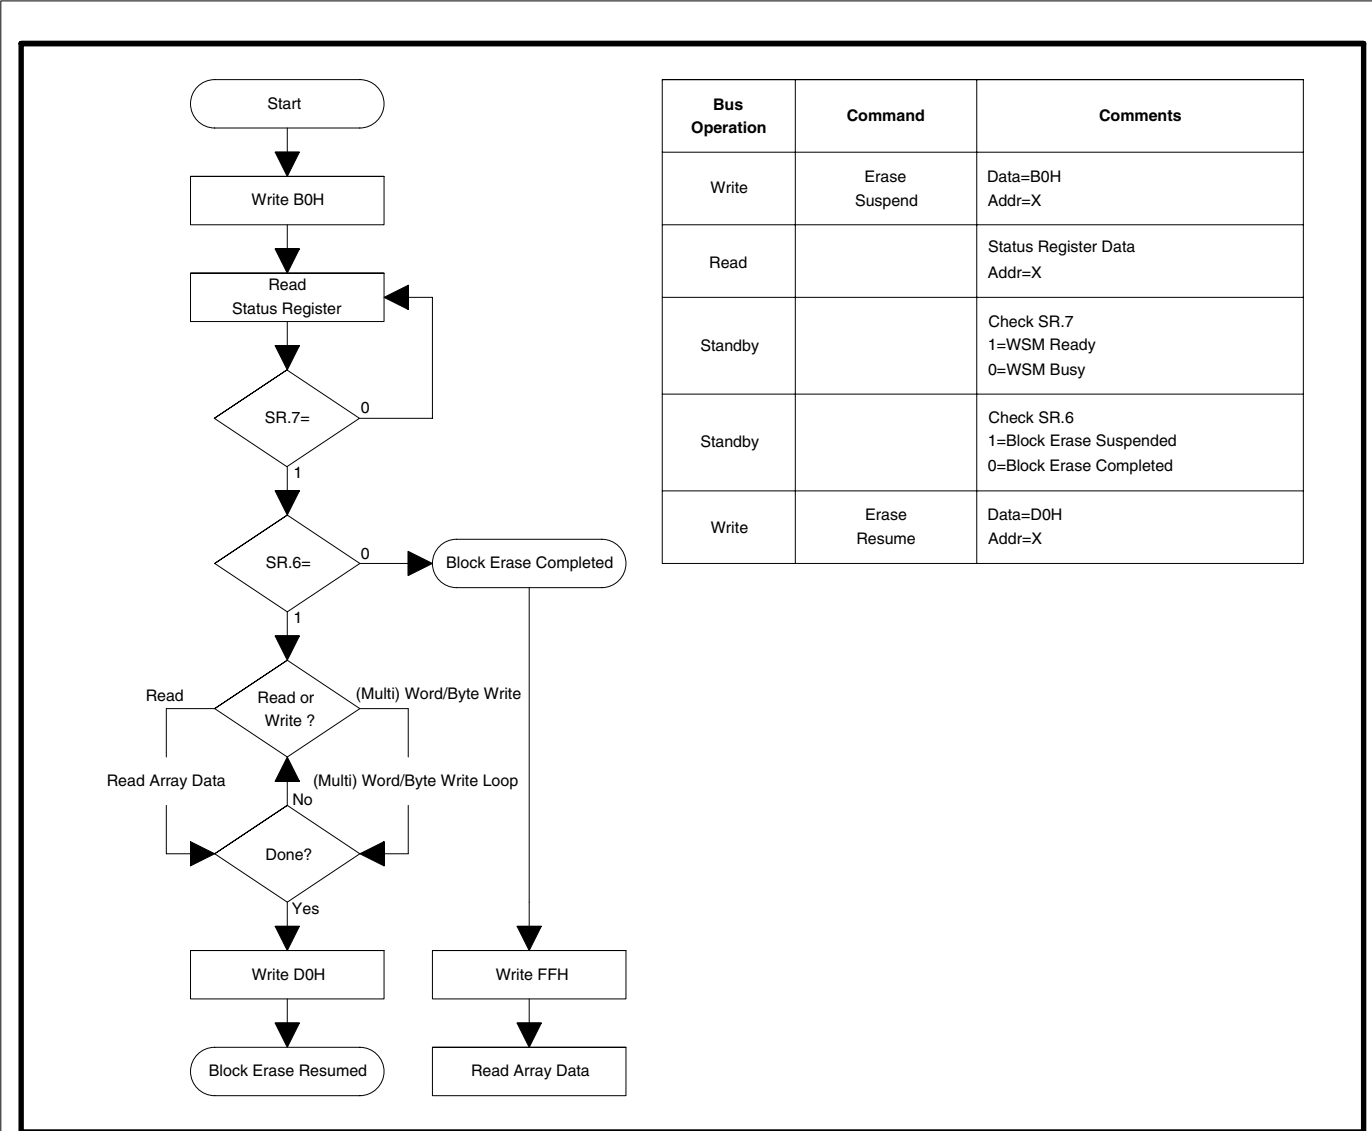 Start
Write B0H
Read
Status Register
SR.7=
0
1
SR.6=
0
Block Erase Completed
1
Read or
Write ?
Read
(Multi) Word/Byte Write
Read Array Data
(Multi) Word/Byte Write Loop
No
Done?
Yes
Write D0H
Write FFH
Block Erase Resumed
Read Array Data
Bus
Operation
Command
Comments
Write
Erase
Suspend
Data=B0H
Addr=X
Read
Status Register Data
Addr=X
Standby
Check SR.7
1=WSM Ready
0=WSM Busy
Standby
Check SR.6
1=Block Erase Suspended
0=Block Erase Completed
Write
Erase
Resume
Data=D0H
Addr=X